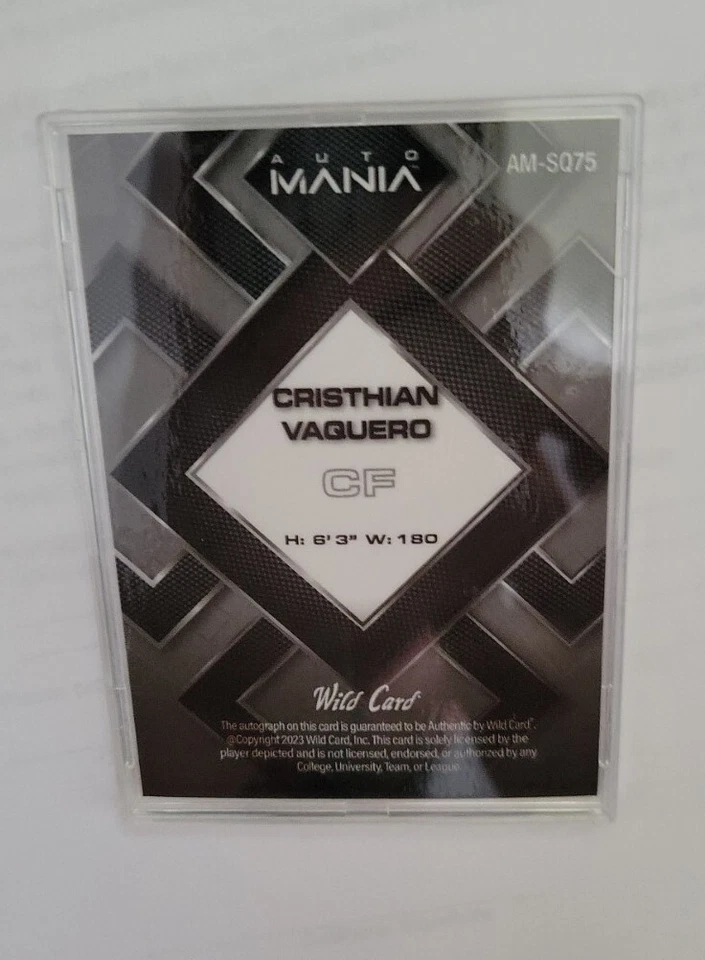 AUTO
MANIA™
AM-SQ75
CRISTHIAN
VAQUERO
CF
H: 6' 3" W: 180
Wild Card
The autograph on this card is guaranteed to be Authentic by Wild Card.
@Copyright 2023 Wild Card, Inc. This card is solely licensed by the
player depicted and is not licensed, endorsed, or authorized by any
College, University, Team, or League.